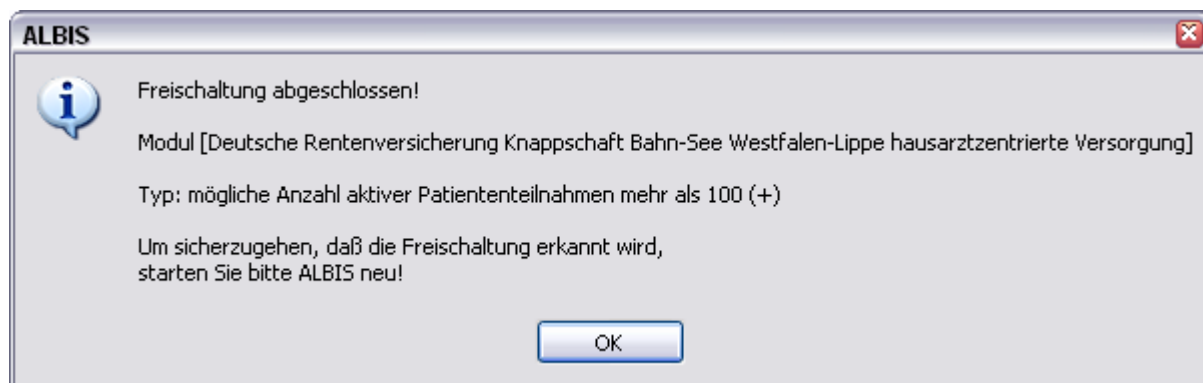 ALBIS
Freischaltung abgeschlossen!
Modul [Deutsche Rentenversicherung Knappschaft Bahn-See Westfalen-Lippe hausarztzentrierte Versorgung]
Typ: mögliche Anzahl aktiver Patiententeilnahmen mehr als 100 (+)
Um sicherzugehen, daß die Freischaltung erkannt wird,
starten Sie bitte ALBIS neu!
OK